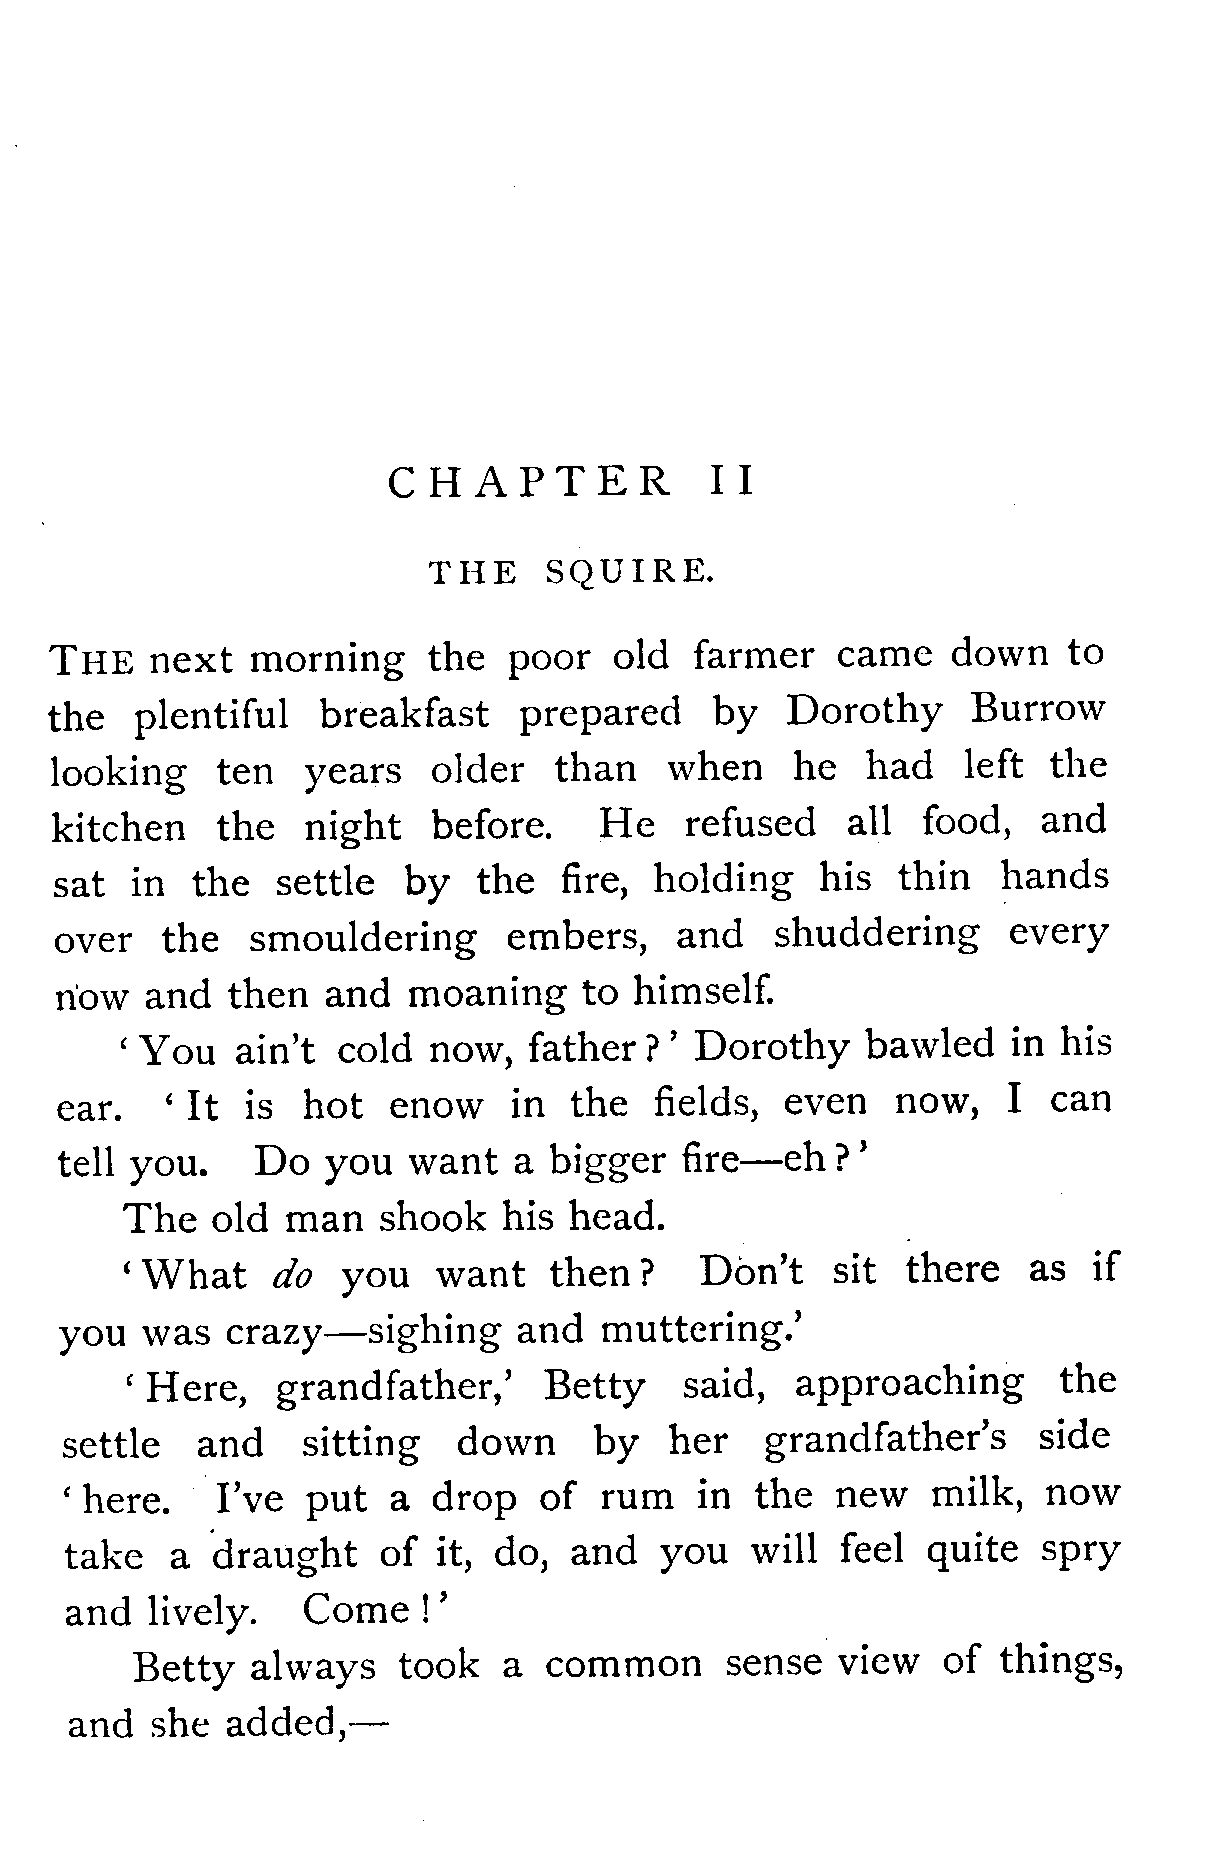 CHAPTER II
THE SQUIRE.
THE next morning the poor old farmer came down to
the plentiful breakfast prepared by Dorothy Burrow
looking ten years older than when he had left the
kitchen the night before. He refused all food, and
sat in the settle by the fire, holding his thin hands
over the smouldering embers, and shuddering every
now and then and moaning to himself.
‘You ain’t cold now, father?’ Dorothy bawled in his
ear. ‘It is hot enow in the fields, even now, I can
tell you. Do you want a bigger fire—eh?’
The old man shook his head.
‘What do you want then? Don’t sit there as if
you was crazy—sighing and muttering.’
‘Here, grandfather,’ Betty said, approaching the
settle and sitting down by her grandfather’s side
‘here. I’ve put a drop of rum in the new milk, now
take a draught of it, do, and you will feel quite spry
and lively. Come!’
Betty always took a common sense view of things,
and she added,—